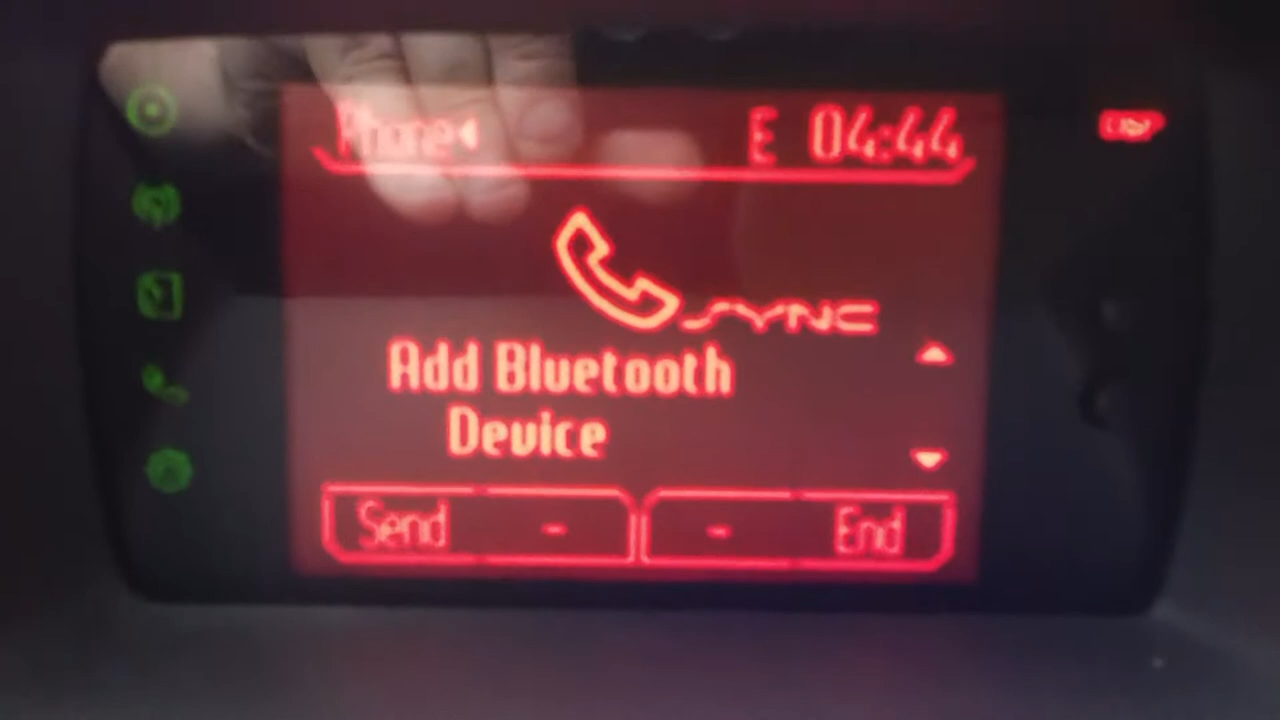 Phone
E 04:44
SYNC
Add Bluetooth
Device
Send - - End